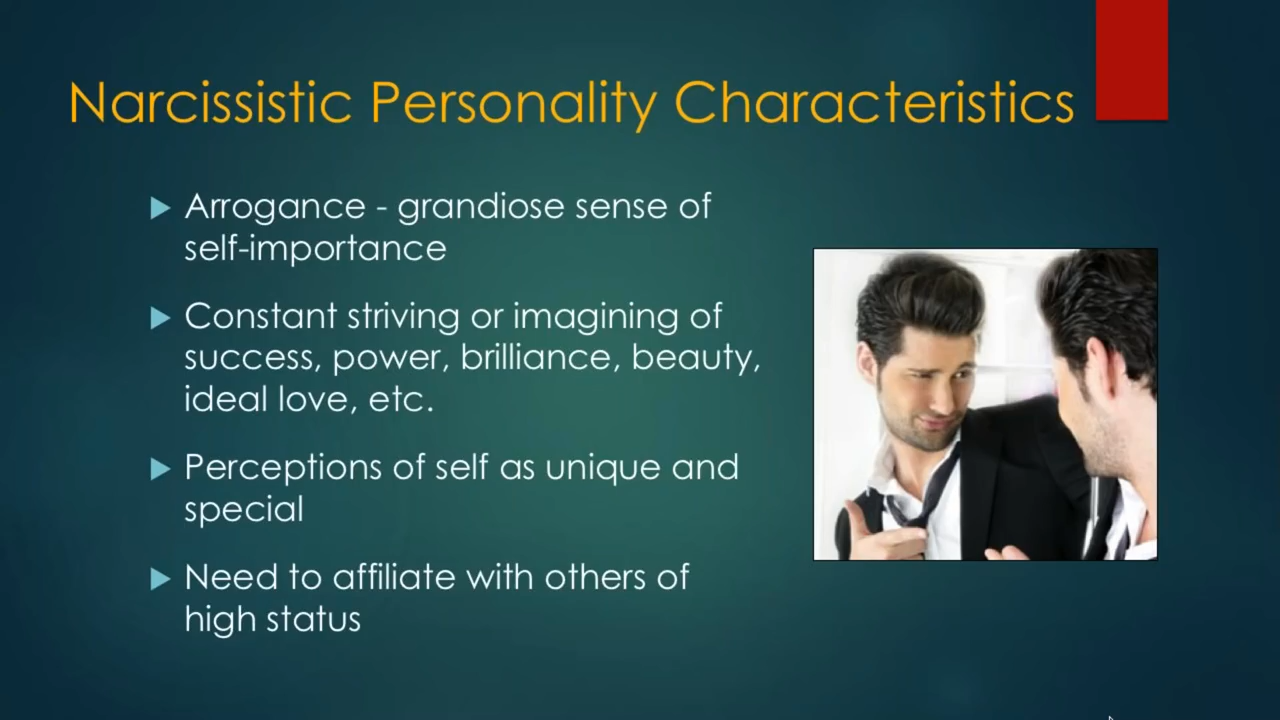 Narcissistic Personality Characteristics
Arrogance - grandiose sense of
self-importance
Constant striving or imagining of
success, power, brilliance, beauty,
ideal love, etc.
Perceptions of self as unique and
special
Need to affiliate with others of
high status